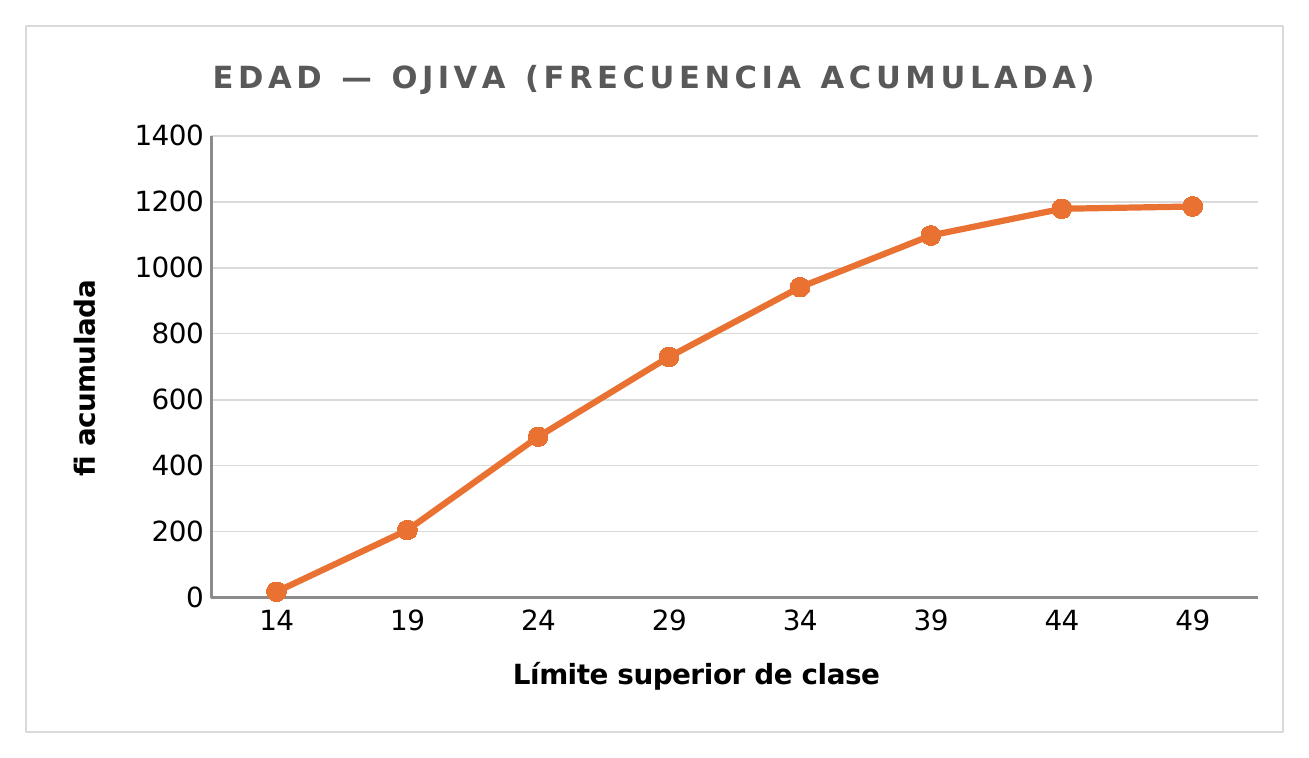 EDAD — OJIVA (FRECUENCIA ACUMULADA)
1400
1200
1000
800
600
400
200
0
fi acumulada
14 19 24 29 34 39 44 49
Límite superior de clase